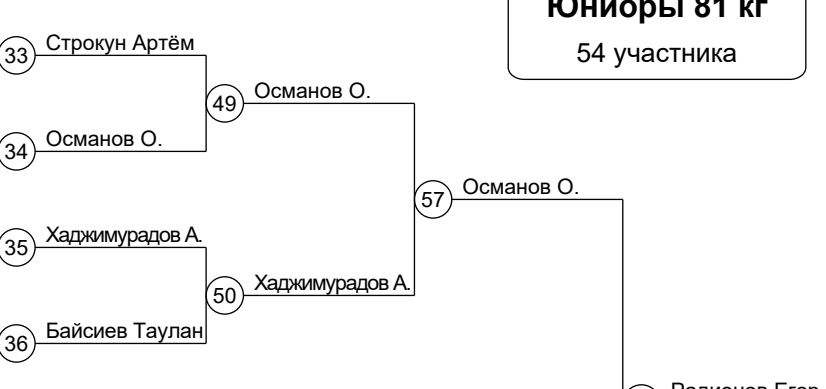 Юниоры 81 кг
54 участника
33 Строкун Артём
49 Османов О.
34 Османов О.
57 Османов О.
35 Хаджимурадов А.
50 Хаджимурадов А.
36 Байсиев Таулан